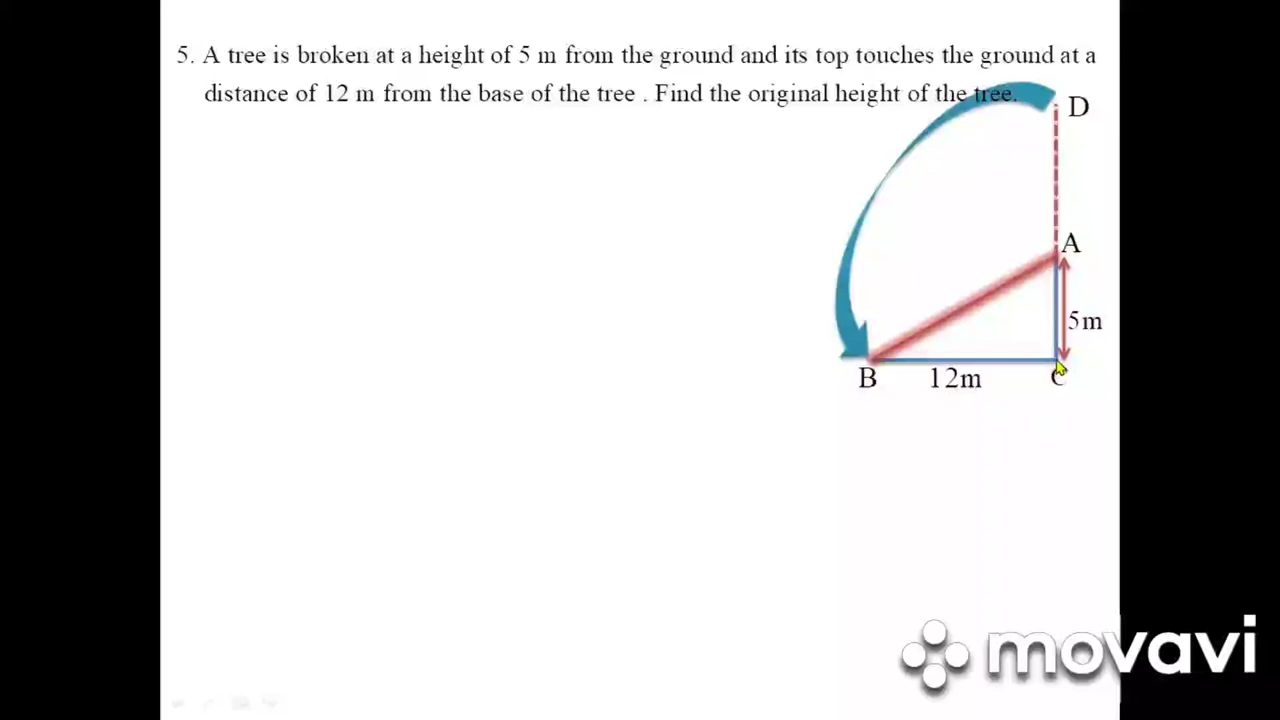 5. A tree is broken at a height of 5 m from the ground and its top touches the ground at a
distance of 12 m from the base of the tree . Find the original height of the tree.
D
A
5m
B
12m
C
movavi